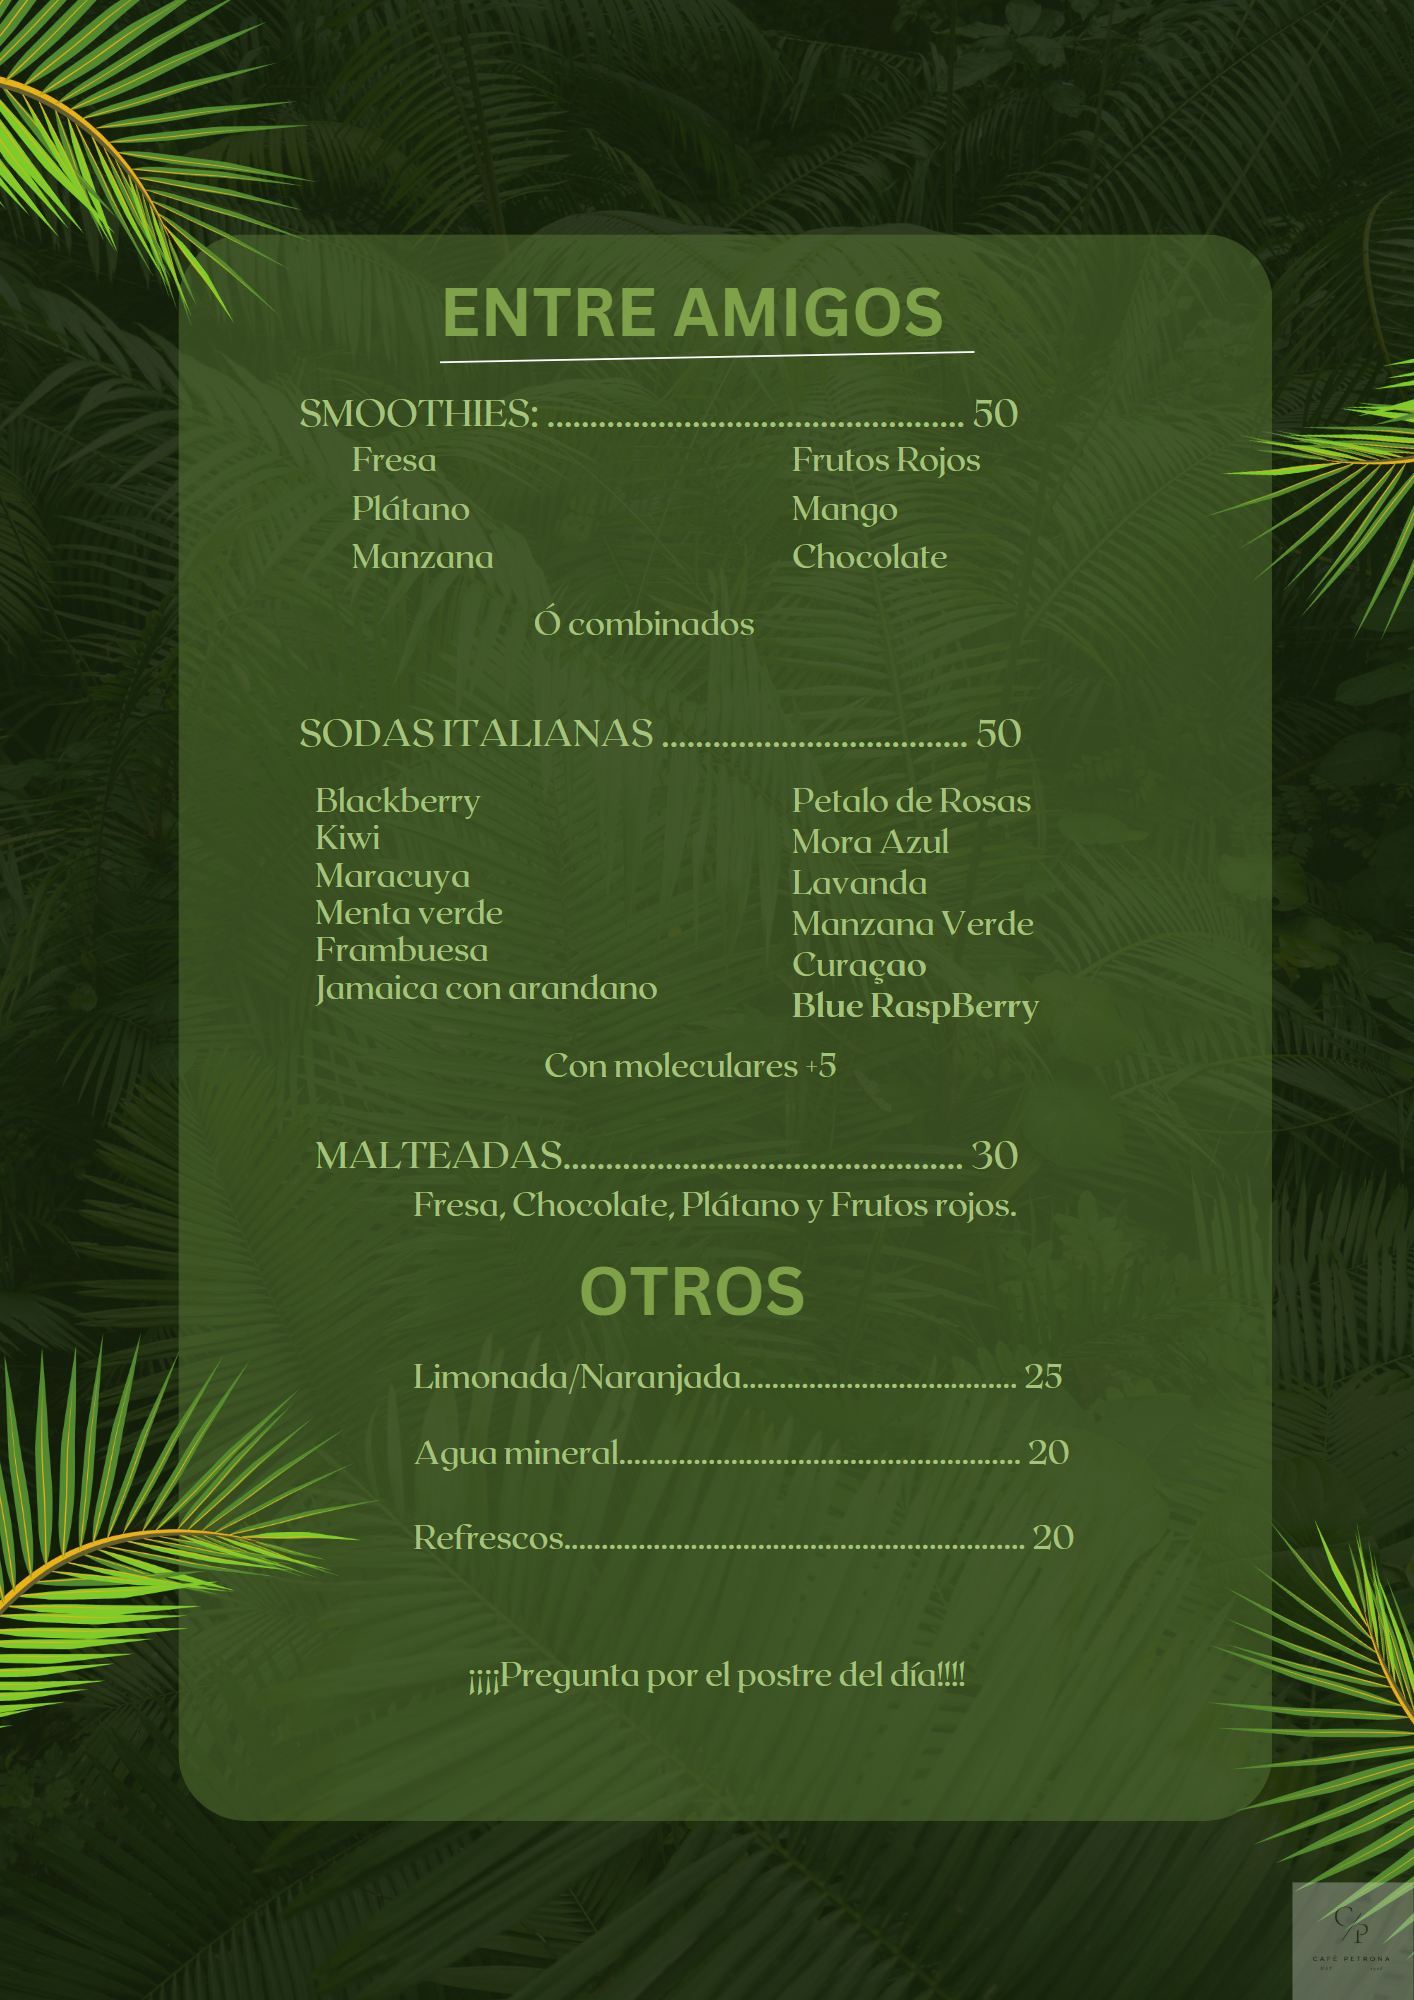 ENTRE AMIGOS
SMOOTHIES: ................................................ 50
Fresa
Plátano
Manzana
Frutos Rojos
Mango
Chocolate
Ó combinados
SODAS ITALIANAS ................................... 50
Blackberry
Kiwi
Maracuya
Menta verde
Frambuesa
Jamaica con arandano
Petalo de Rosas
Mora Azul
Lavanda
Manzana Verde
Curaçao
Blue RaspBerry
Con moleculares +5
MALTEADAS.............................................. 30
Fresa, Chocolate, Plátano y Frutos rojos.
OTROS
Limonada/Naranjada..................................... 25
Agua mineral...................................................... 20
Refrescos.............................................................. 20
¡¡¡¡Pregunta por el postre del día!!!!
CP
CAFÉ PETRONA